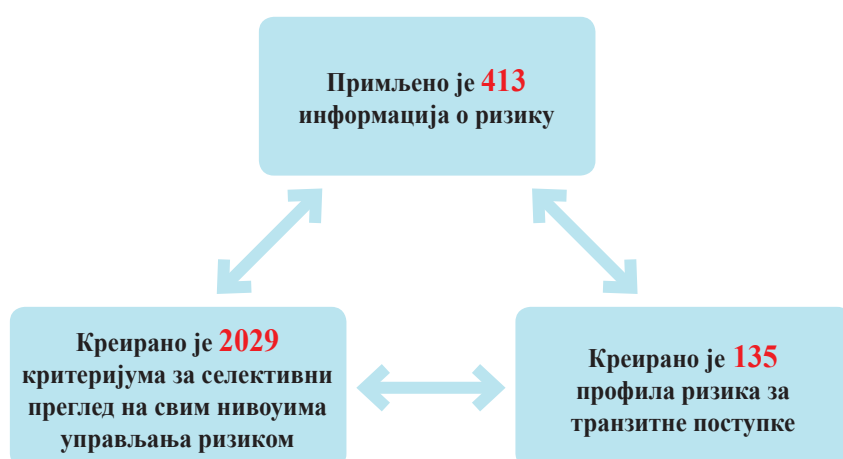 Примљено је 413
информација о ризику
Креирано је 2029
критеријума за селективни
преглед на свим нивоуима
управљања ризиком
Креирано је 135
профила ризика за
транзитне поступке